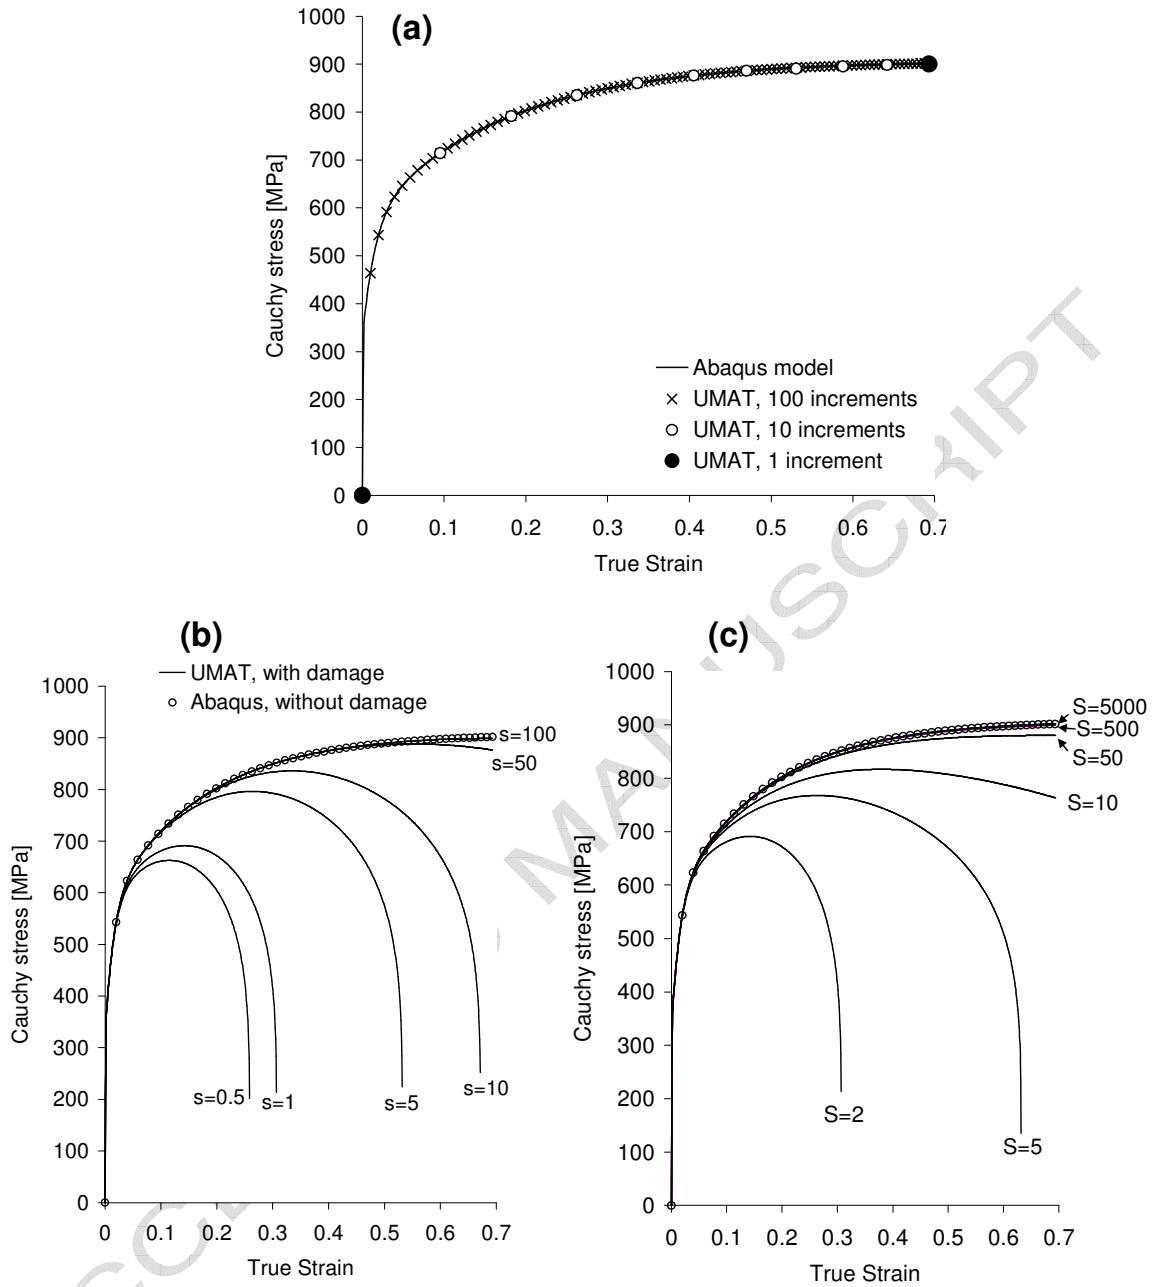 (a)
1000
900
800
700
600
500
400
300
200
100
0
Cauchy stress [MPa]
Abaqus model
UMAT, 100 increments
UMAT, 10 increments
UMAT, 1 increment
0 0.1 0.2 0.3 0.4 0.5 0.6 0.7
True Strain
(b)
UMAT, with damage
Abaqus, without damage
1000
900
800
700
600
500
400
300
200
100
0
Cauchy stress [MPa]
s=100
s=50
s=10
s=5
s=1
s=0.5
0 0.1 0.2 0.3 0.4 0.5 0.6 0.7
True Strain
(c)
1000
900
800
700
600
500
400
300
200
100
0
Cauchy stress [MPa]
S=5000
S=500
S=50
S=10
S=2
S=5
0 0.1 0.2 0.3 0.4 0.5 0.6 0.7
True Strain